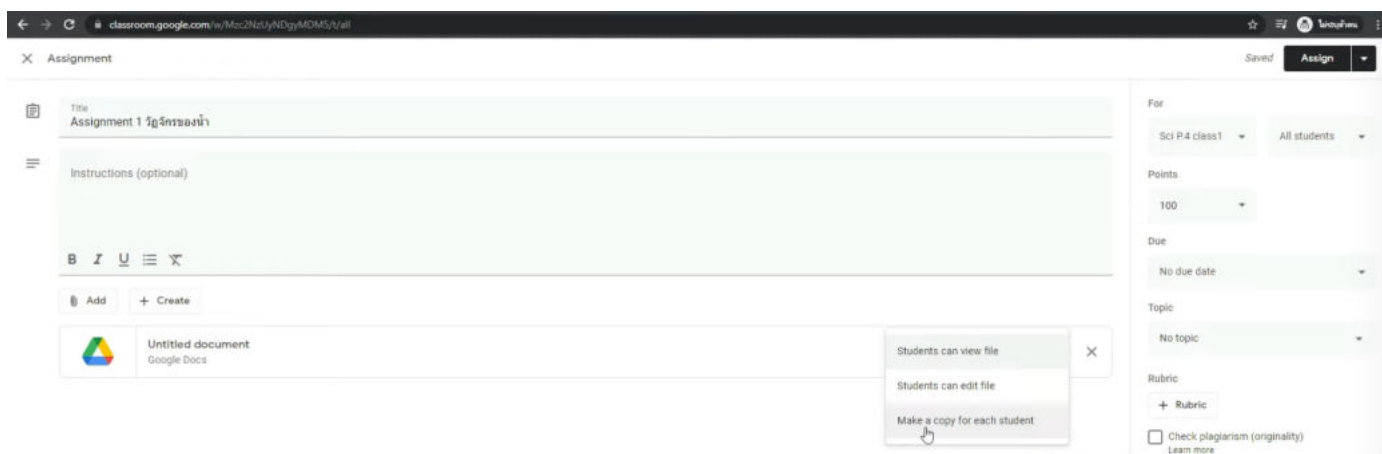 classroom.google.com/w/Mzc2NzUyNDgyMDM5/t/all
Assignment
Saved
Assign
Title
Assignment 1 วัฏจักรของน้ำ
Instructions (optional)
B I U
Add
+ Create
Untitled document
Google Docs
Students can view file
Students can edit file
Make a copy for each student
For
Sci P.4 class1
All students
Points
100
Due
No due date
Topic
No topic
Rubric
+ Rubric
Check plagiarism (originality)
Learn more